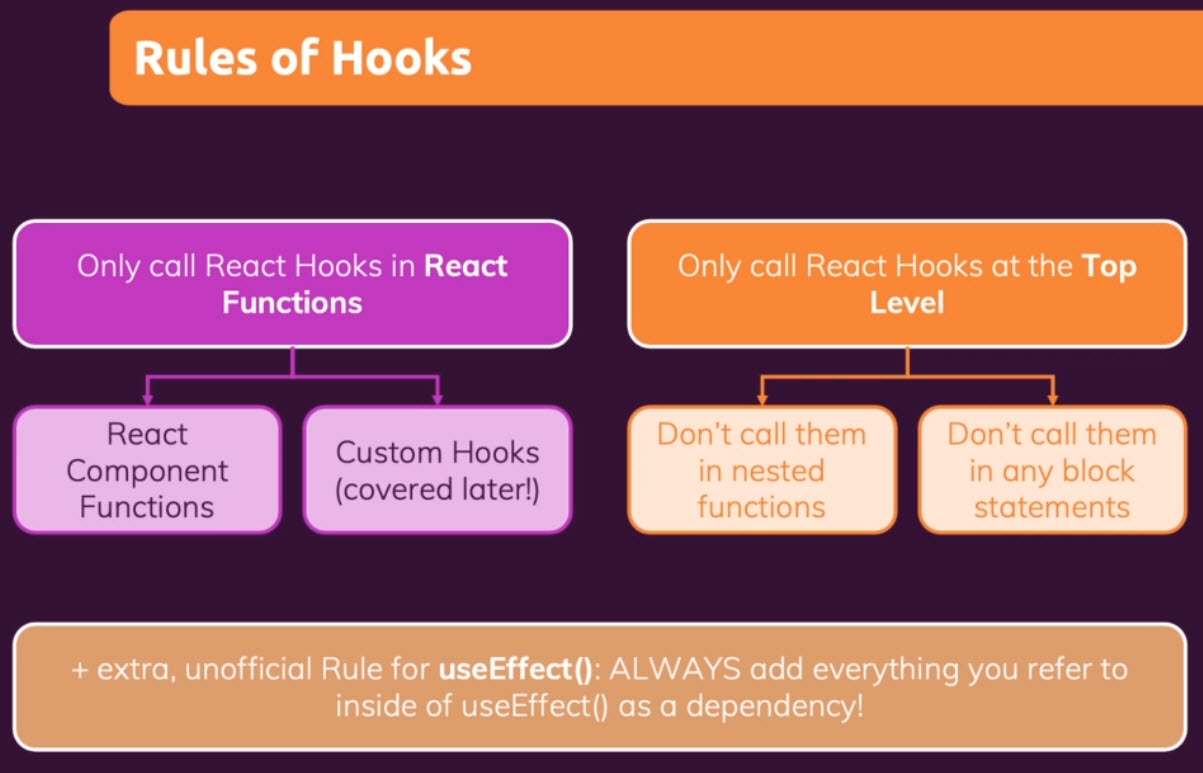 Rules of Hooks
Only call React Hooks in React
Functions
Only call React Hooks at the Top
Level
React
Component
Functions
Custom Hooks
(covered later!)
Don’t call them
in nested
functions
Don’t call them
in any block
statements
+ extra, unofficial Rule for useEffect(): ALWAYS add everything you refer to
inside of useEffect() as a dependency!